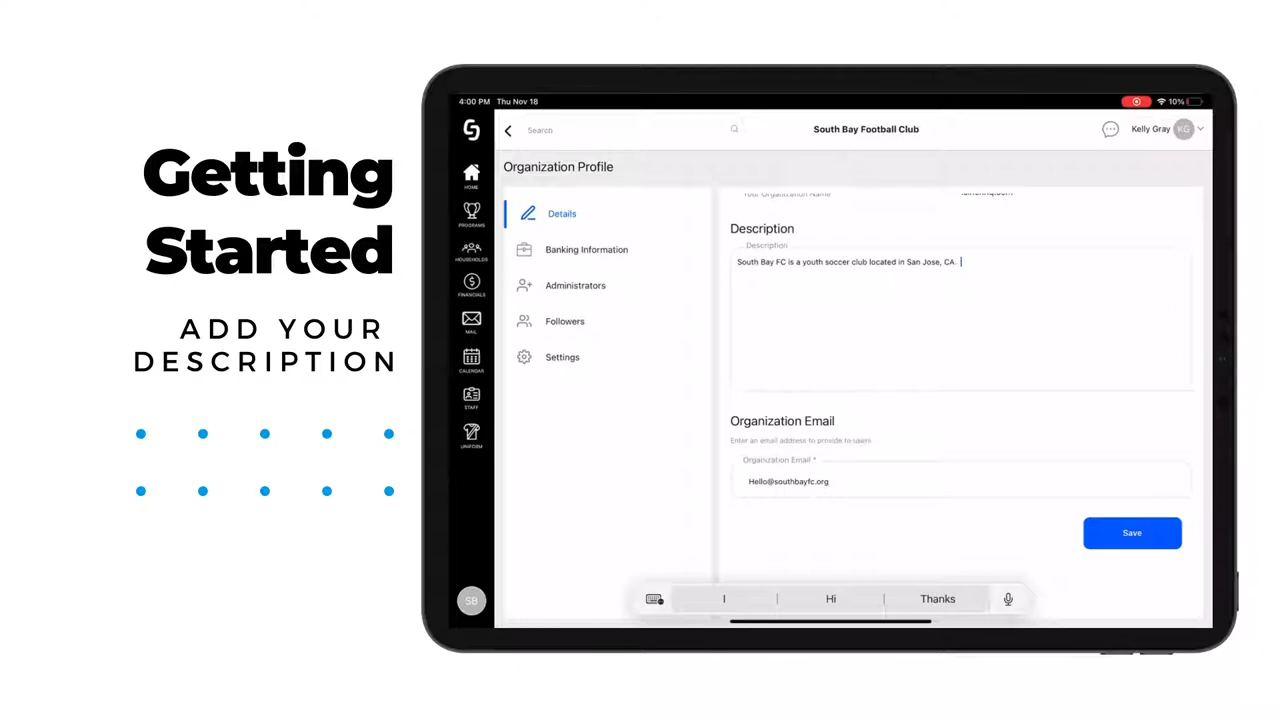 Getting
Started
ADD YOUR
DESCRIPTION
4:00 PM Thu Nov 18
10%
Search
South Bay Football Club
Kelly Gray
KG
Organization Profile
HOME
PROGRAMS
HOUSEHOLDS
FINANCIALS
MAIL
CALENDAR
STAFF
UNIFORM
SB
Details
Banking Information
Administrators
Followers
Settings
Your Organization Name
Description
Description
South Bay FC is a youth soccer club located in San Jose, CA.
Organization Email
Enter an email address to provide to users
Organization Email *
Hello@southbayfc.org
Save
I
Hi
Thanks